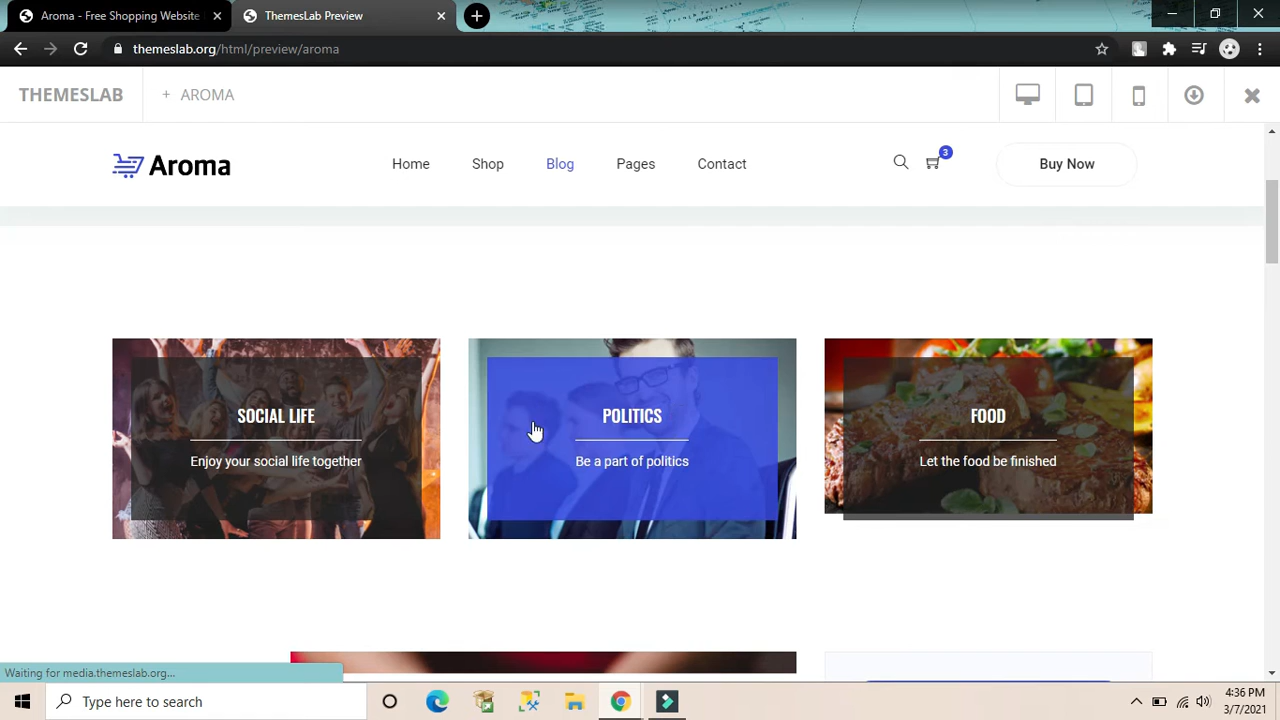 Aroma - Free Shopping Website
ThemesLab Preview
themeslab.org/html/preview/aroma
THEMESLAB
+ AROMA
Aroma
Home
Shop
Blog
Pages
Contact
3
Buy Now
SOCIAL LIFE
Enjoy your social life together
POLITICS
Be a part of politics
FOOD
Let the food be finished
Waiting for media.themeslab.org...
Type here to search
4:36 PM
3/7/2021